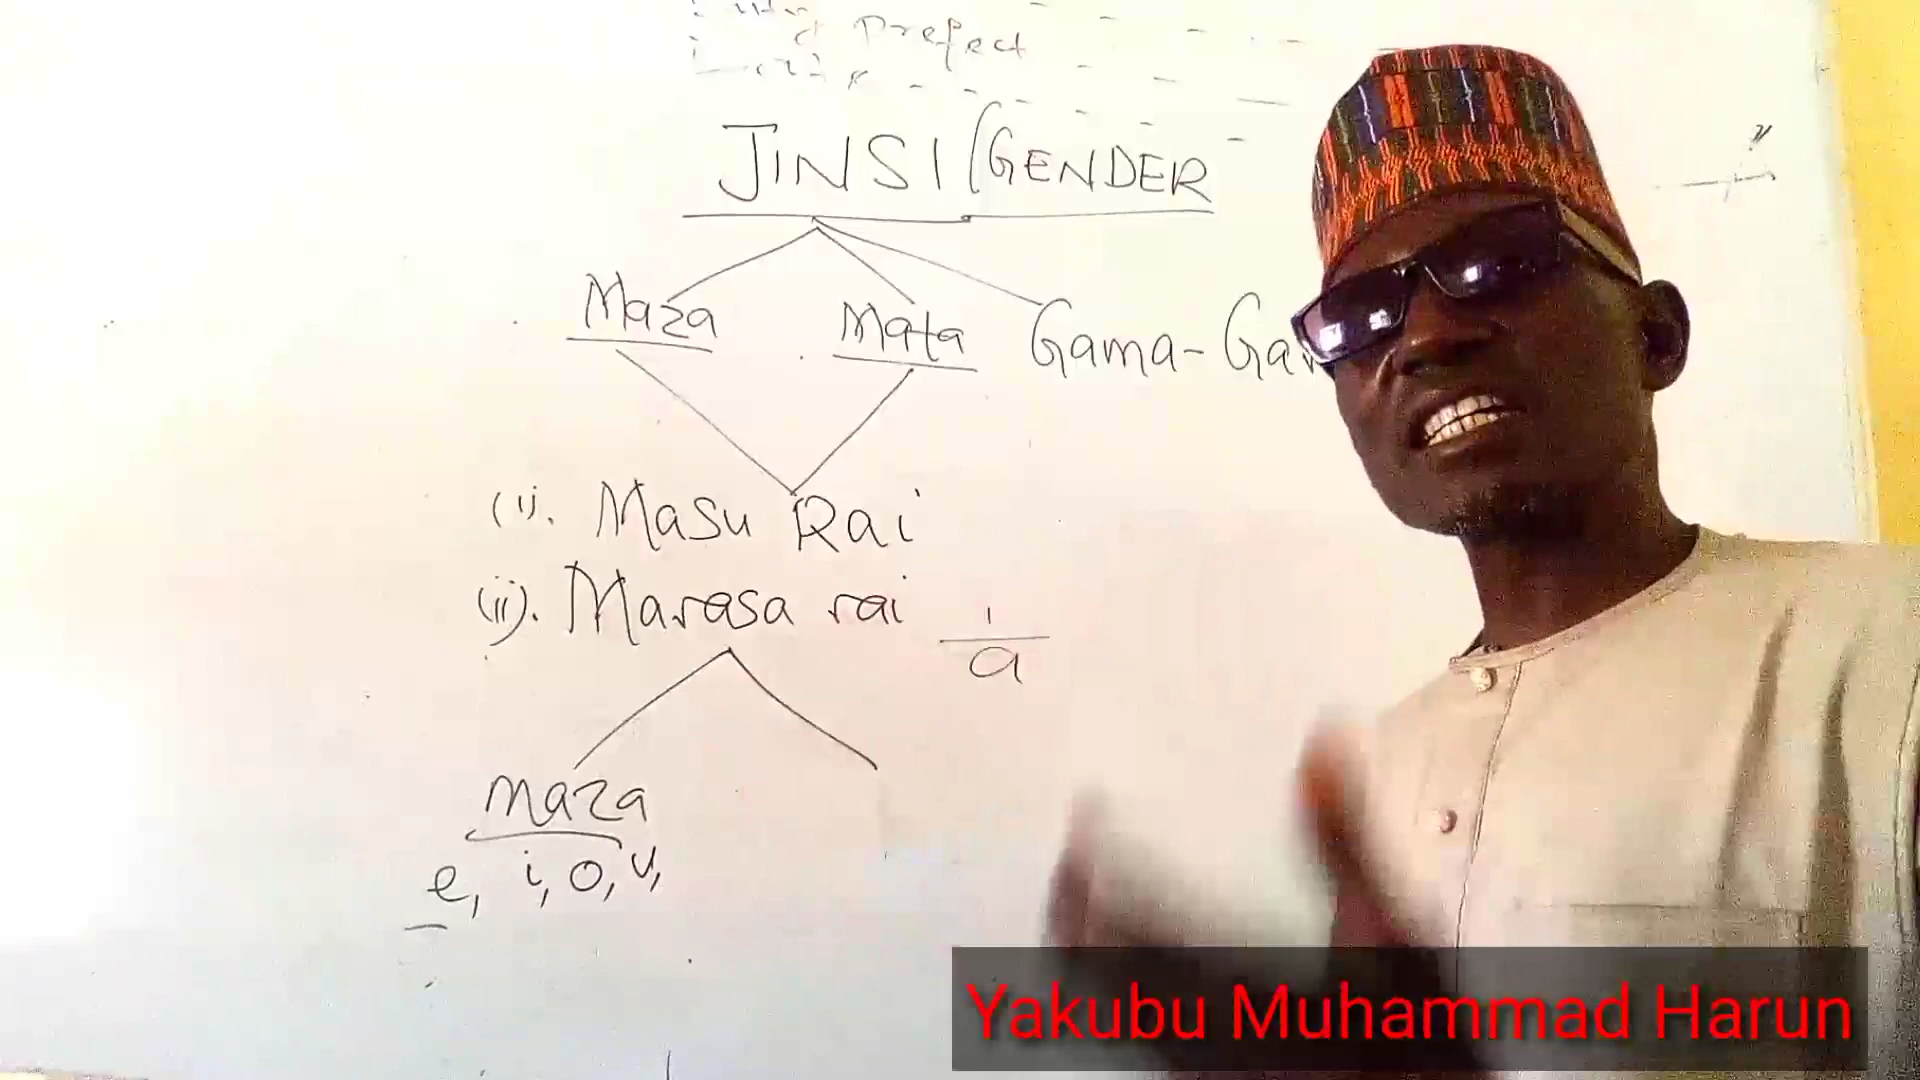 prefect
JINSI/GENDER
Maza Mata Gama-Ga
(i). Masu Rai
(ii). Marasa rai
a
maza
e, i, o, u,
Yakubu Muhammad Harun